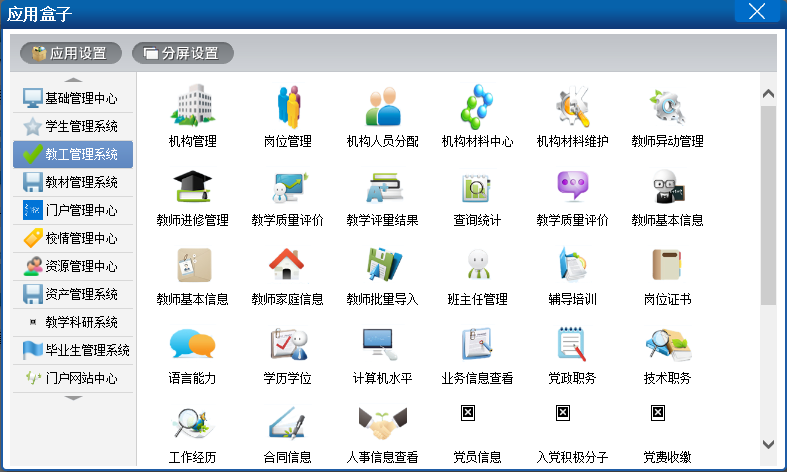 应用盒子
应用设置 分屏设置
基础管理中心
学生管理系统
教工管理系统
教材管理系统
门户管理中心
校情管理中心
资源管理中心
资产管理系统
教学科研系统
毕业生管理系统
门户网站中心
机构管理 岗位管理 机构人员分配 机构材料中心 机构材料维护 教师异动管理
教师进修管理 教学质量评价 教学评量结果 查询统计 教学质量评价 教师基本信息
教师基本信息 教师家庭信息 教师批量导入 班主任管理 辅导培训 岗位证书
语言能力 学历学位 计算机水平 业务信息查看 党政职务 技术职务
工作经历 合同信息 人事信息查看 党员信息 入党积极分子 党费收缴